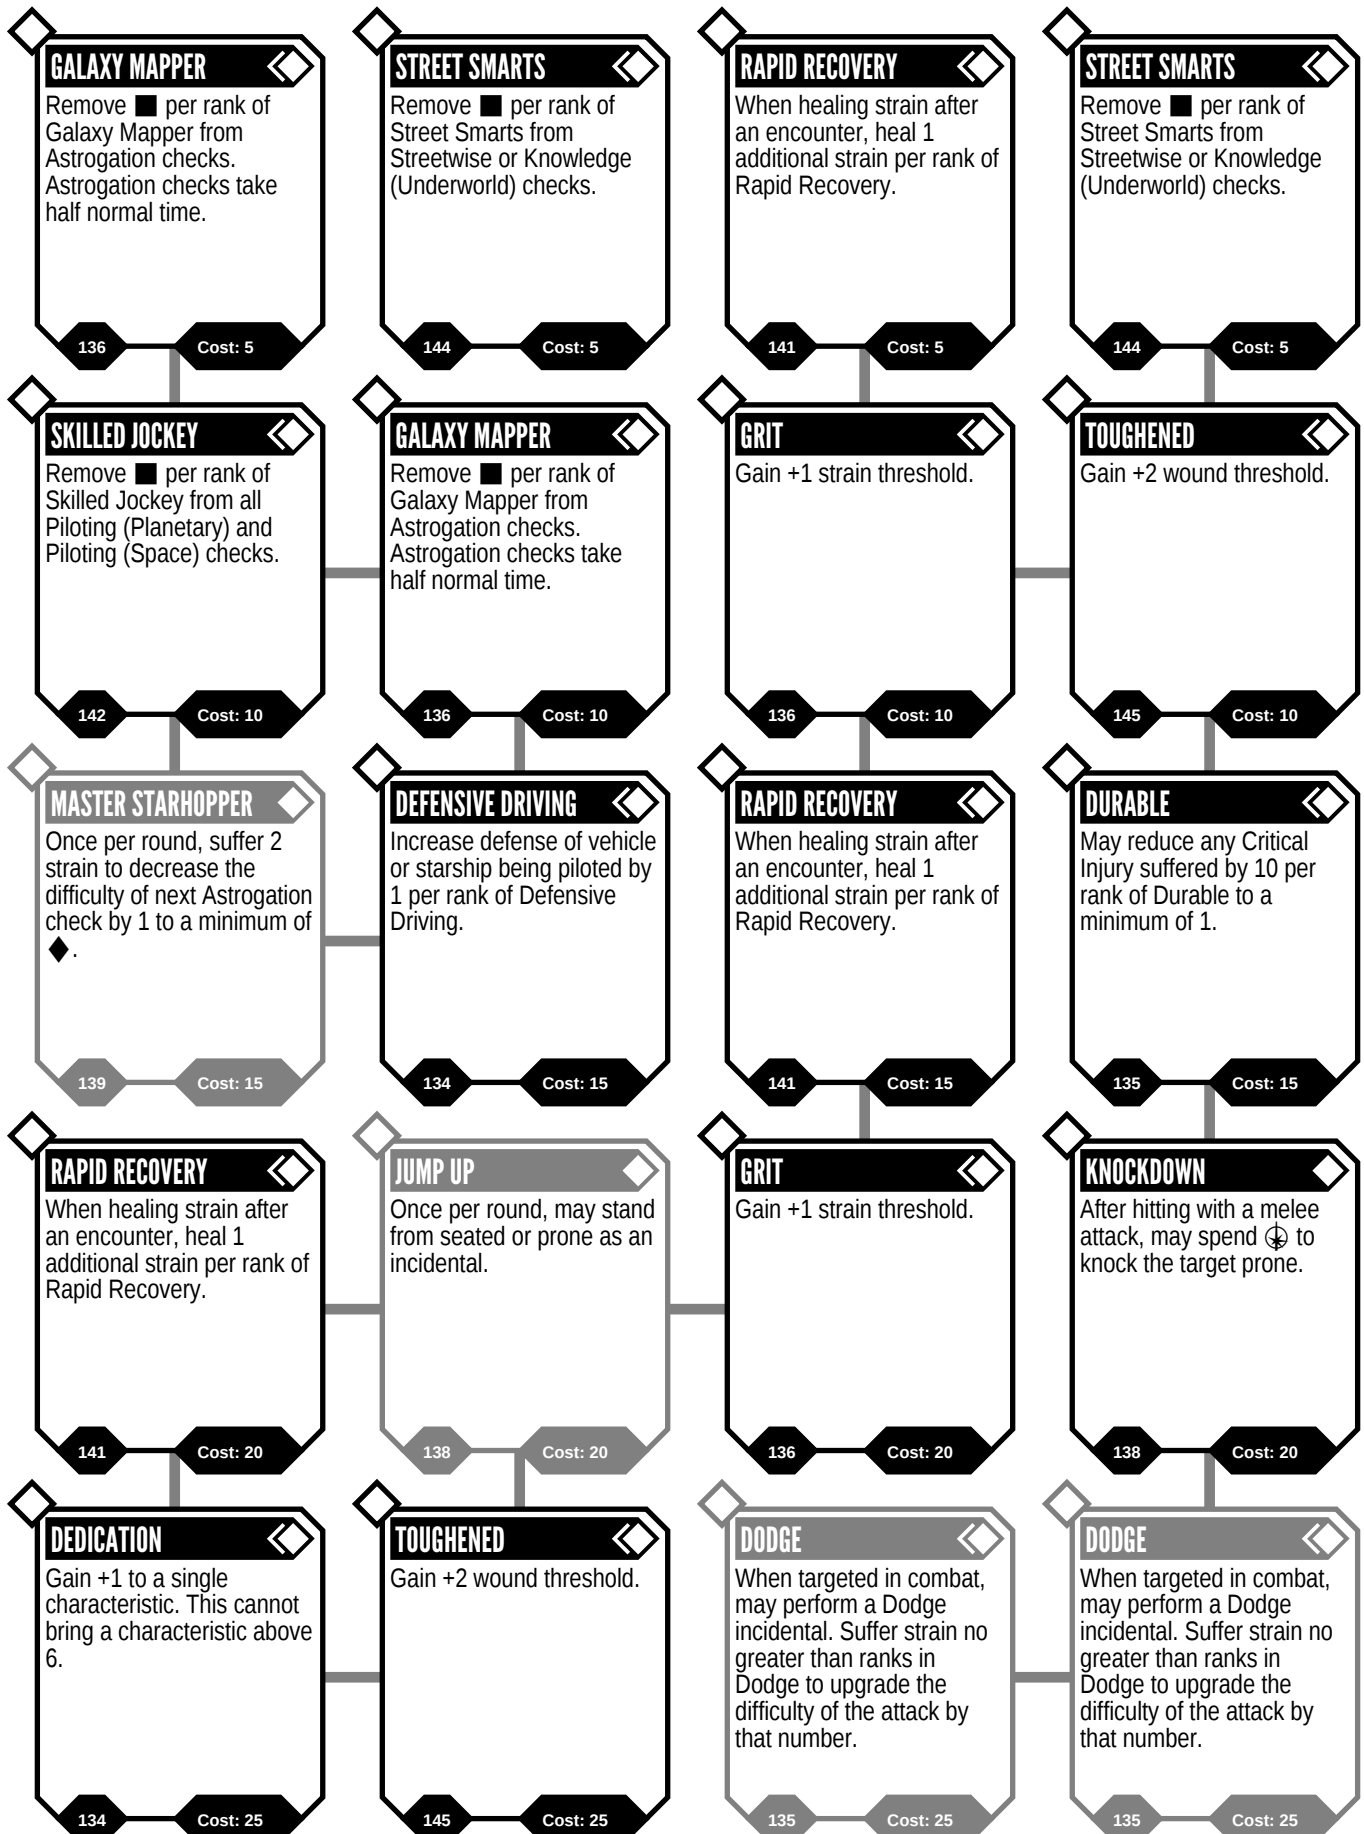 GALAXY MAPPER
Remove per rank of
Galaxy Mapper from
Astrogation checks.
Astrogation checks take
half normal time.
136
Cost: 5
STREET SMARTS
Remove per rank of
Street Smarts from
Streetwise or Knowledge
(Underworld) checks.
144
Cost: 5
RAPID RECOVERY
When healing strain after
an encounter, heal 1
additional strain per rank of
Rapid Recovery.
141
Cost: 5
STREET SMARTS
Remove per rank of
Street Smarts from
Streetwise or Knowledge
(Underworld) checks.
144
Cost: 5
SKILLED JOCKEY
Remove per rank of
Skilled Jockey from all
Piloting (Planetary) and
Piloting (Space) checks.
142
Cost: 10
GALAXY MAPPER
Remove per rank of
Galaxy Mapper from
Astrogation checks.
Astrogation checks take
half normal time.
136
Cost: 10
GRIT
Gain +1 strain threshold.
136
Cost: 10
TOUGHENED
Gain +2 wound threshold.
145
Cost: 10
MASTER STARHOPPER
Once per round, suffer 2
strain to decrease the
difficulty of next Astrogation
check by 1 to a minimum of
.
139
Cost: 15
DEFENSIVE DRIVING
Increase defense of vehicle
or starship being piloted by
1 per rank of Defensive
Driving.
134
Cost: 15
RAPID RECOVERY
When healing strain after
an encounter, heal 1
additional strain per rank of
Rapid Recovery.
141
Cost: 15
DURABLE
May reduce any Critical
Injury suffered by 10 per
rank of Durable to a
minimum of 1.
135
Cost: 15
RAPID RECOVERY
When healing strain after
an encounter, heal 1
additional strain per rank of
Rapid Recovery.
141
Cost: 20
JUMP UP
Once per round, may stand
from seated or prone as an
incidental.
138
Cost: 20
GRIT
Gain +1 strain threshold.
136
Cost: 20
KNOCKDOWN
After hitting with a melee
attack, may spend to
knock the target prone.
138
Cost: 20
DEDICATION
Gain +1 to a single
characteristic. This cannot
bring a characteristic above
6.
134
Cost: 25
TOUGHENED
Gain +2 wound threshold.
145
Cost: 25
DODGE
When targeted in combat,
may perform a Dodge
incidental. Suffer strain no
greater than ranks in
Dodge to upgrade the
difficulty of the attack by
that number.
135
Cost: 25
DODGE
When targeted in combat,
may perform a Dodge
incidental. Suffer strain no
greater than ranks in
Dodge to upgrade the
difficulty of the attack by
that number.
135
Cost: 25